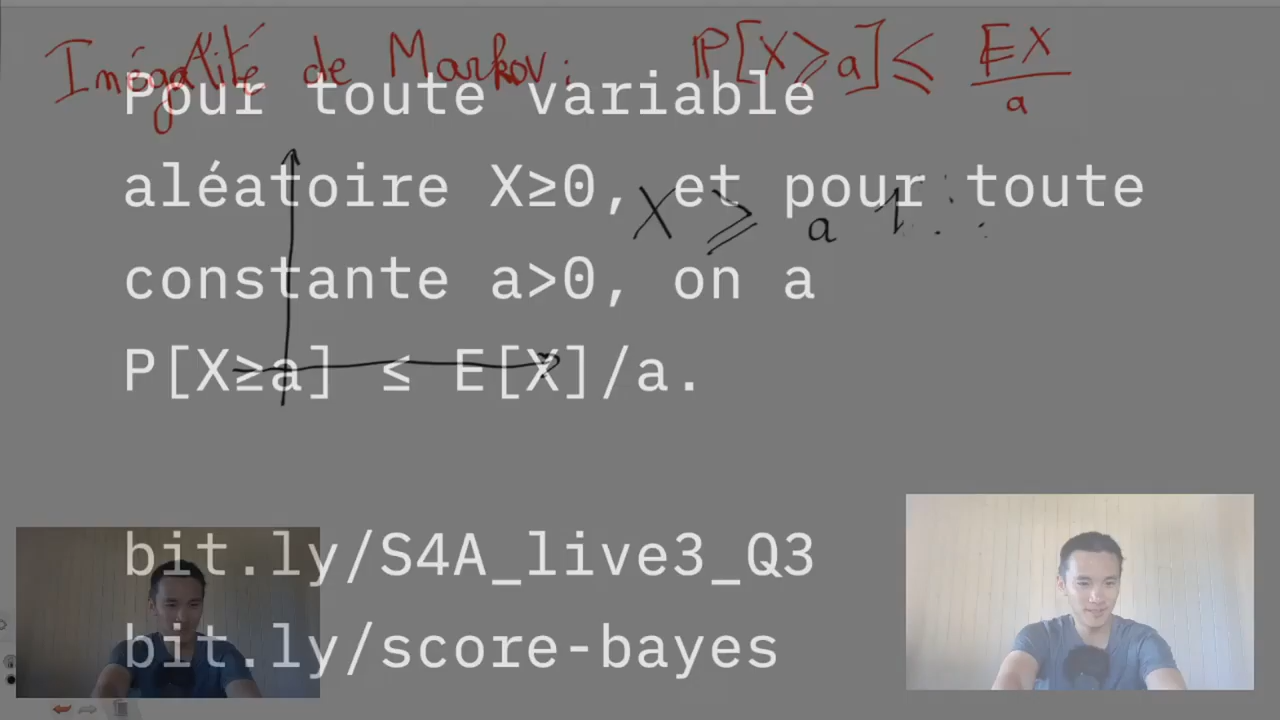 Inégalité de Markov : P[X≥a] ≤ EX/a
Pour toute variable
aléatoire X≥0, et pour toute
X ≥ a 1
constante a>0, on a
P[X≥a] ≤ E[X]/a.
bit.ly/S4A_live3_Q3
bit.ly/score-bayes